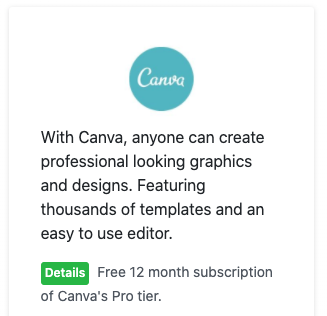 Canva
With Canva, anyone can create
professional looking graphics
and designs. Featuring
thousands of templates and an
easy to use editor.
Details Free 12 month subscription
of Canva's Pro tier.